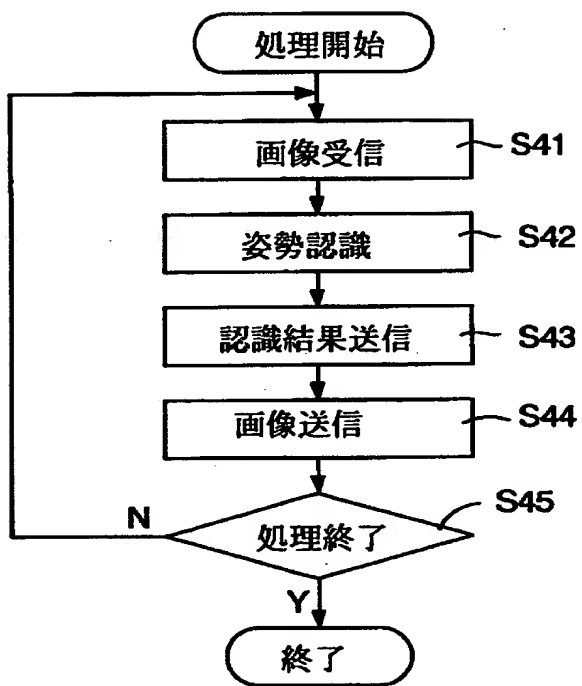 処理開始
画像受信
S41
姿勢認識
S42
認識結果送信
S43
画像送信
S44
処理終了
S45
N
Y
終了